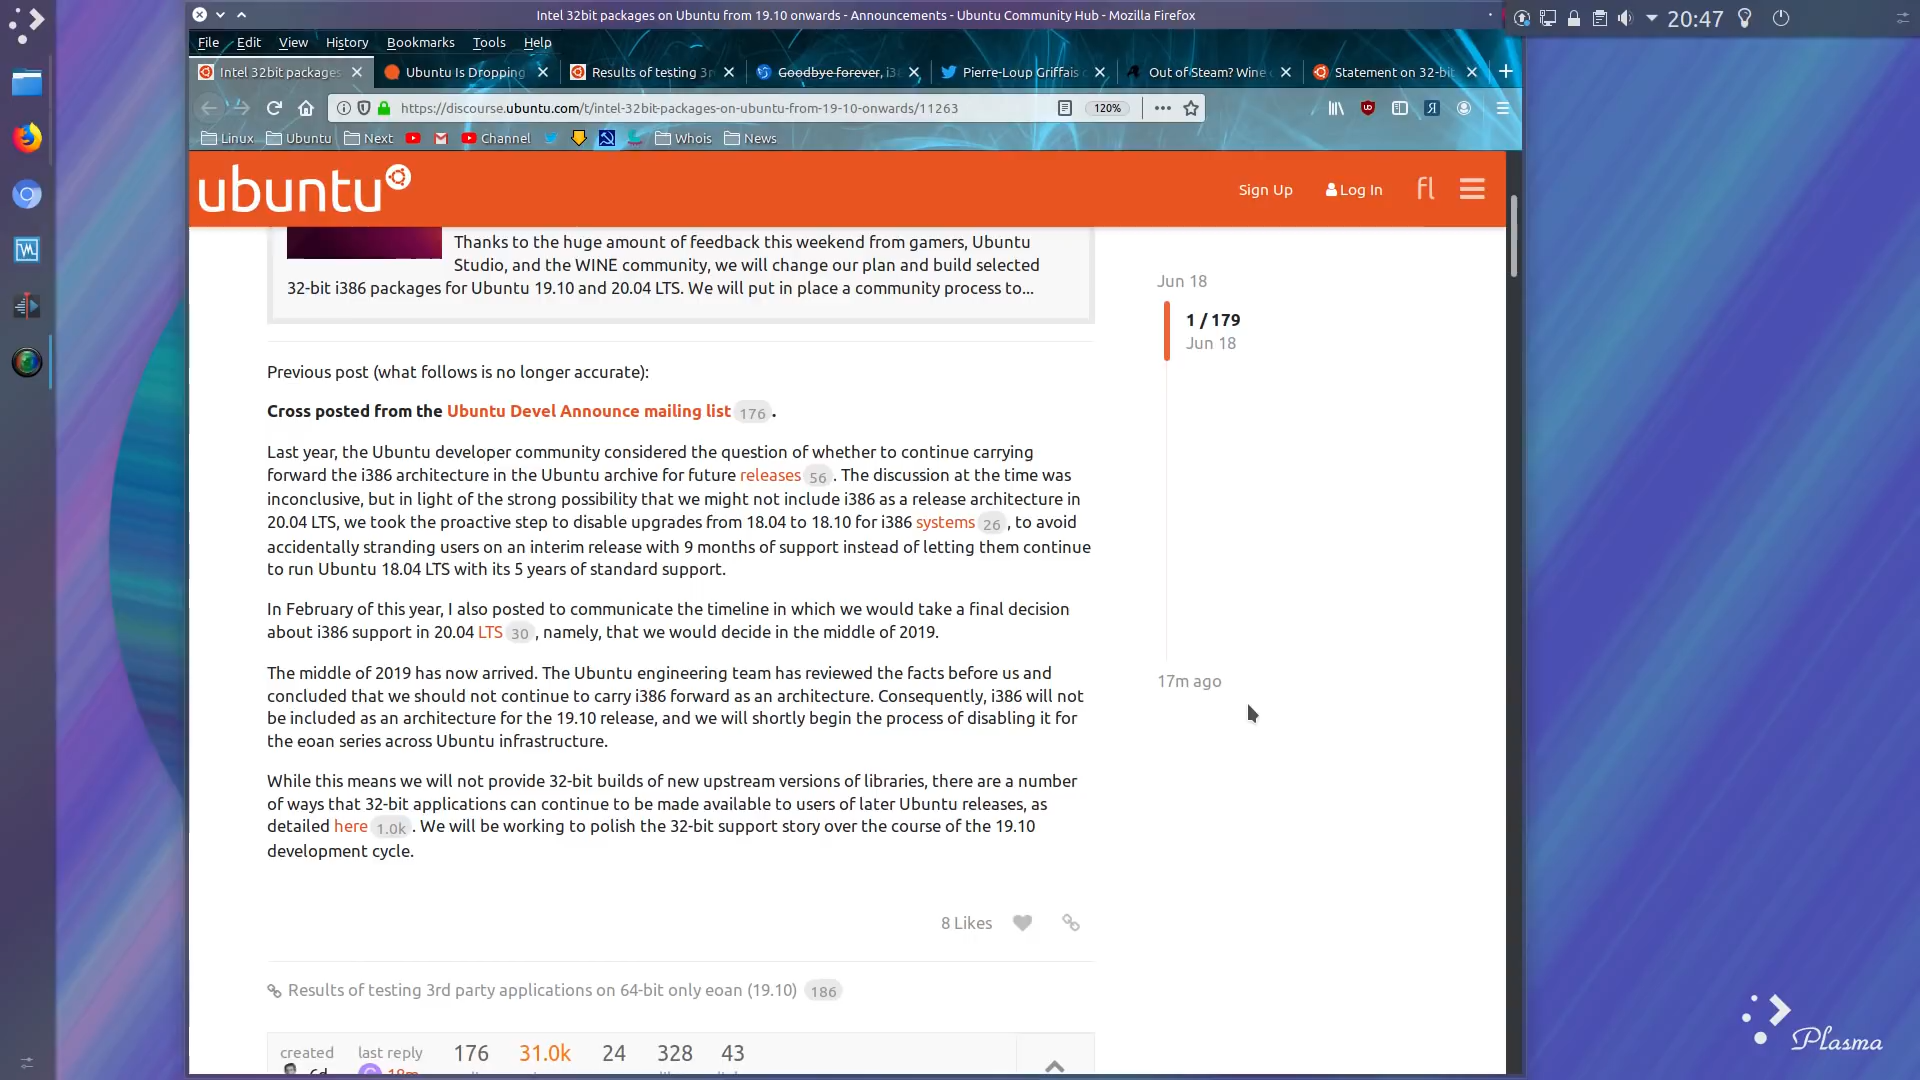 Intel 32bit packages on Ubuntu from 19.10 onwards - Announcements - Ubuntu Community Hub - Mozilla Firefox
20:47
File Edit View History Bookmarks Tools Help
Intel 32bit packages
Ubuntu Is Dropping
Results of testing 3r
Goodbye forever, i3
Pierre-Loup Griffais
Out of Steam? Wine
Statement on 32-bit
https://discourse.ubuntu.com/t/intel-32bit-packages-on-ubuntu-from-19-10-onwards/11263
120%
Linux Ubuntu Next Channel Whois News
ubuntu
Sign Up Log In
Thanks to the huge amount of feedback this weekend from gamers, Ubuntu
Studio, and the WINE community, we will change our plan and build selected
32-bit i386 packages for Ubuntu 19.10 and 20.04 LTS. We will put in place a community process to...
Jun 18
1 / 179
Jun 18
17m ago
Previous post (what follows is no longer accurate):
Cross posted from the Ubuntu Devel Announce mailing list 176 .
Last year, the Ubuntu developer community considered the question of whether to continue carrying
forward the i386 architecture in the Ubuntu archive for future releases 56 . The discussion at the time was
inconclusive, but in light of the strong possibility that we might not include i386 as a release architecture in
20.04 LTS, we took the proactive step to disable upgrades from 18.04 to 18.10 for i386 systems 26 , to avoid
accidentally stranding users on an interim release with 9 months of support instead of letting them continue
to run Ubuntu 18.04 LTS with its 5 years of standard support.
In February of this year, I also posted to communicate the timeline in which we would take a final decision
about i386 support in 20.04 LTS 30 , namely, that we would decide in the middle of 2019.
The middle of 2019 has now arrived. The Ubuntu engineering team has reviewed the facts before us and
concluded that we should not continue to carry i386 forward as an architecture. Consequently, i386 will not
be included as an architecture for the 19.10 release, and we will shortly begin the process of disabling it for
the eoan series across Ubuntu infrastructure.
While this means we will not provide 32-bit builds of new upstream versions of libraries, there are a number
of ways that 32-bit applications can continue to be made available to users of later Ubuntu releases, as
detailed here 1.0k . We will be working to polish the 32-bit support story over the course of the 19.10
development cycle.
8 Likes
Results of testing 3rd party applications on 64-bit only eoan (19.10) 186
created last reply 176 31.0k 24 328 43
6d 18m
Plasma